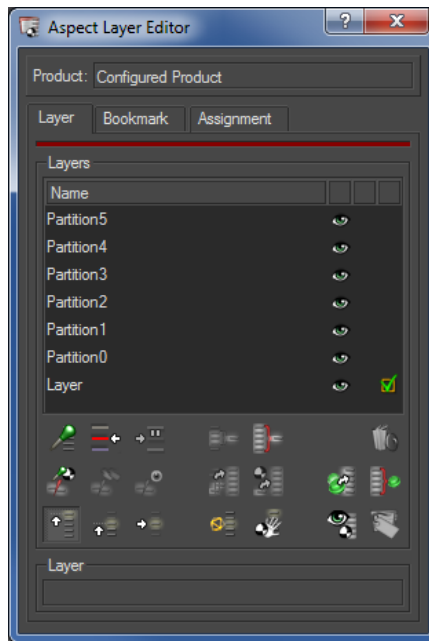 Aspect Layer Editor
?
X
Product: Configured Product
Layer Bookmark Assignment
Layers
Name
Partition5
Partition4
Partition3
Partition2
Partition1
Partition0
Layer
Layer